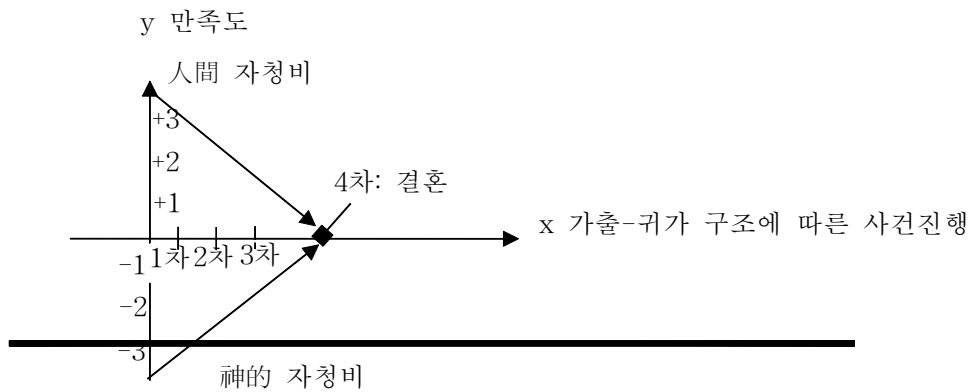 y 만족도
人間 자청비
+3
+2
+1
4차: 결혼
x 가출-귀가 구조에 따른 사건진행
-1
1차 2차 3차
-2
-3
神的 자청비